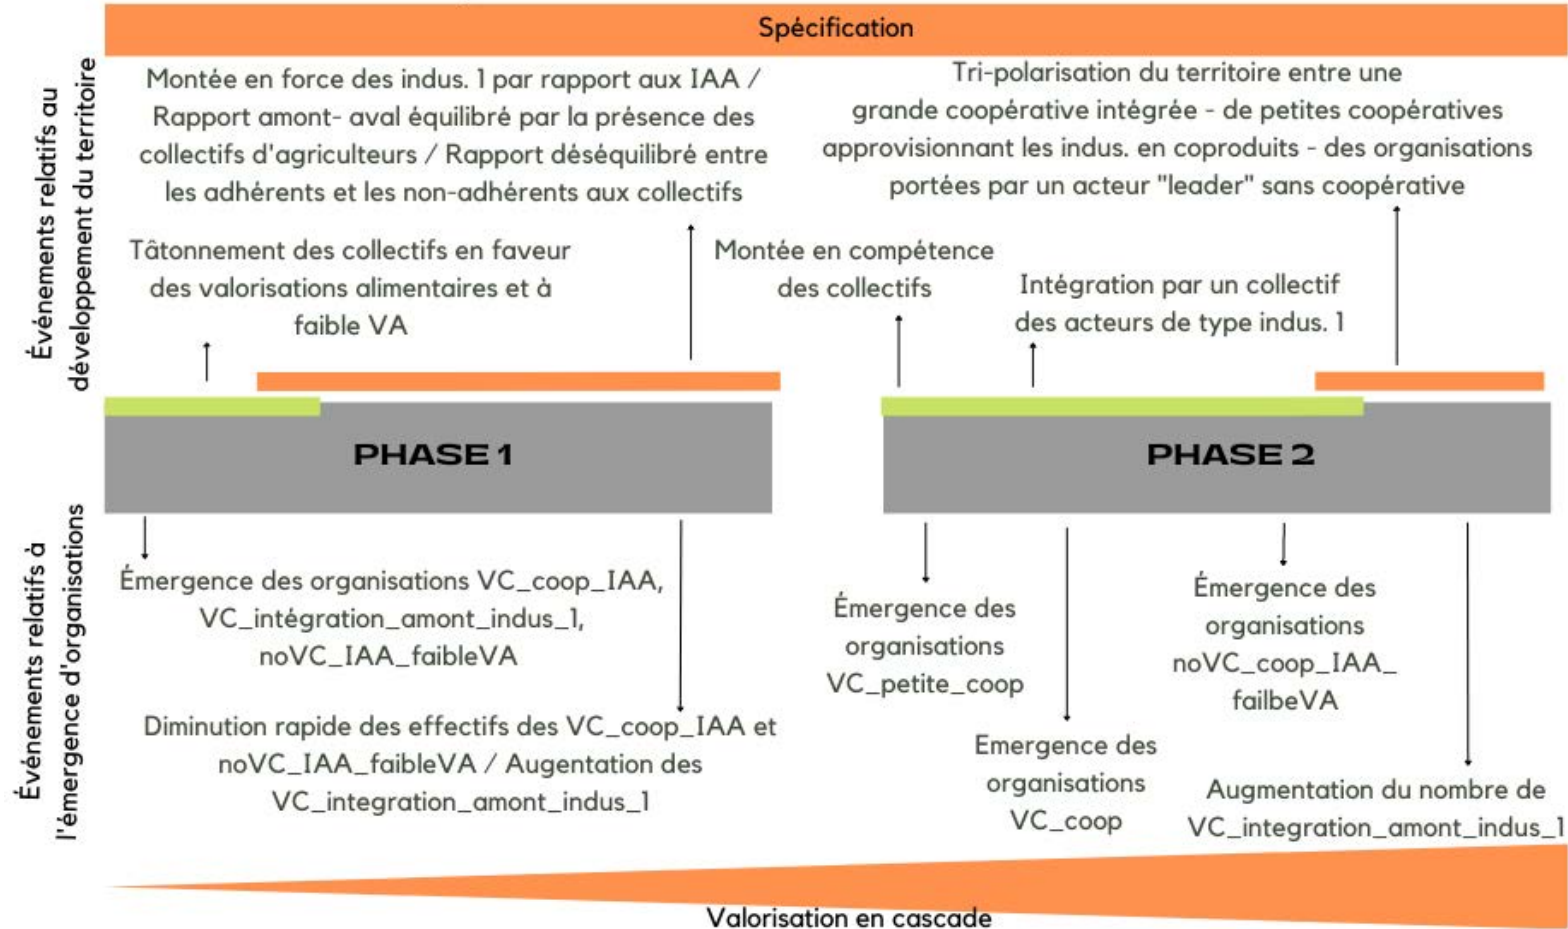 Spécification
Événements relatifs au
développement du territoire
Montée en force des indus. 1 par rapport aux IAA /
Rapport amont- aval équilibré par la présence des
collectifs d'agriculteurs / Rapport déséquilibré entre
les adhérents et les non-adhérents aux collectifs
Tri-polarisation du territoire entre une
grande coopérative intégrée - de petites coopératives
approvisionnant les indus. en coproduits - des organisations
portées par un acteur "leader" sans coopérative
Tâtonnement des collectifs en faveur
des valorisations alimentaires et à
faible VA
Montée en compétence
des collectifs
Intégration par un collectif
des acteurs de type indus. 1
PHASE 1
PHASE 2
Événements relatifs à
l'émergence d'organisations
Émergence des organisations VC_coop_IAA,
VC_intégration_amont_indus_1,
noVC_IAA_faibleVA
Diminution rapide des effectifs des VC_coop_IAA et
noVC_IAA_faibleVA / Augentation des
VC_integration_amont_indus_1
Émergence des
organisations
VC_petite_coop
Emergence des
organisations
VC_coop
Émergence des
organisations
noVC_coop_IAA_
failbeVA
Augmentation du nombre de
VC_integration_amont_indus_1
Valorisation en cascade